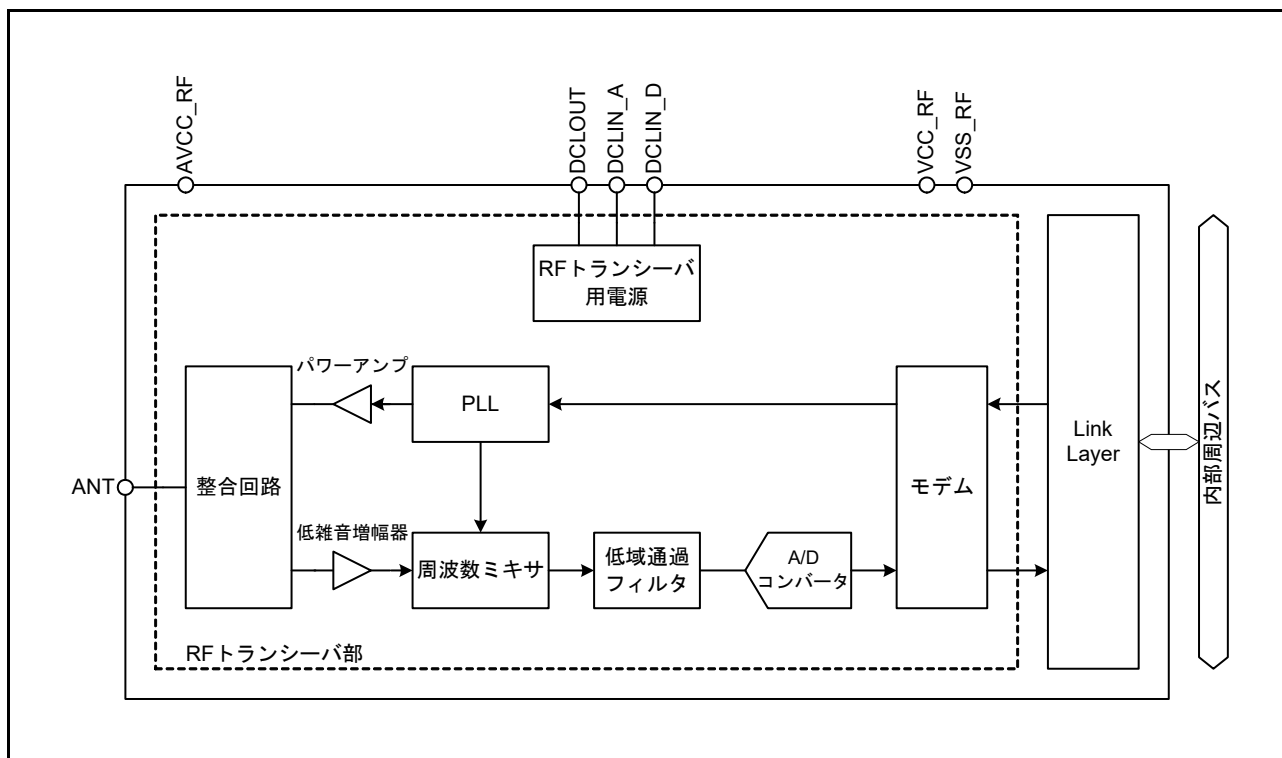 AVCC_RF
DCLOUT
DCLIN_A
DCLIN_D
VCC_RF
VSS_RF
RFトランシーバ
用電源
パワーアンプ
PLL
Link
Layer
内部周辺バス
ANT
整合回路
モデム
低雑音増幅器
周波数ミキサ
低域通過
フィルタ
A/D
コンバータ
RFトランシーバ部